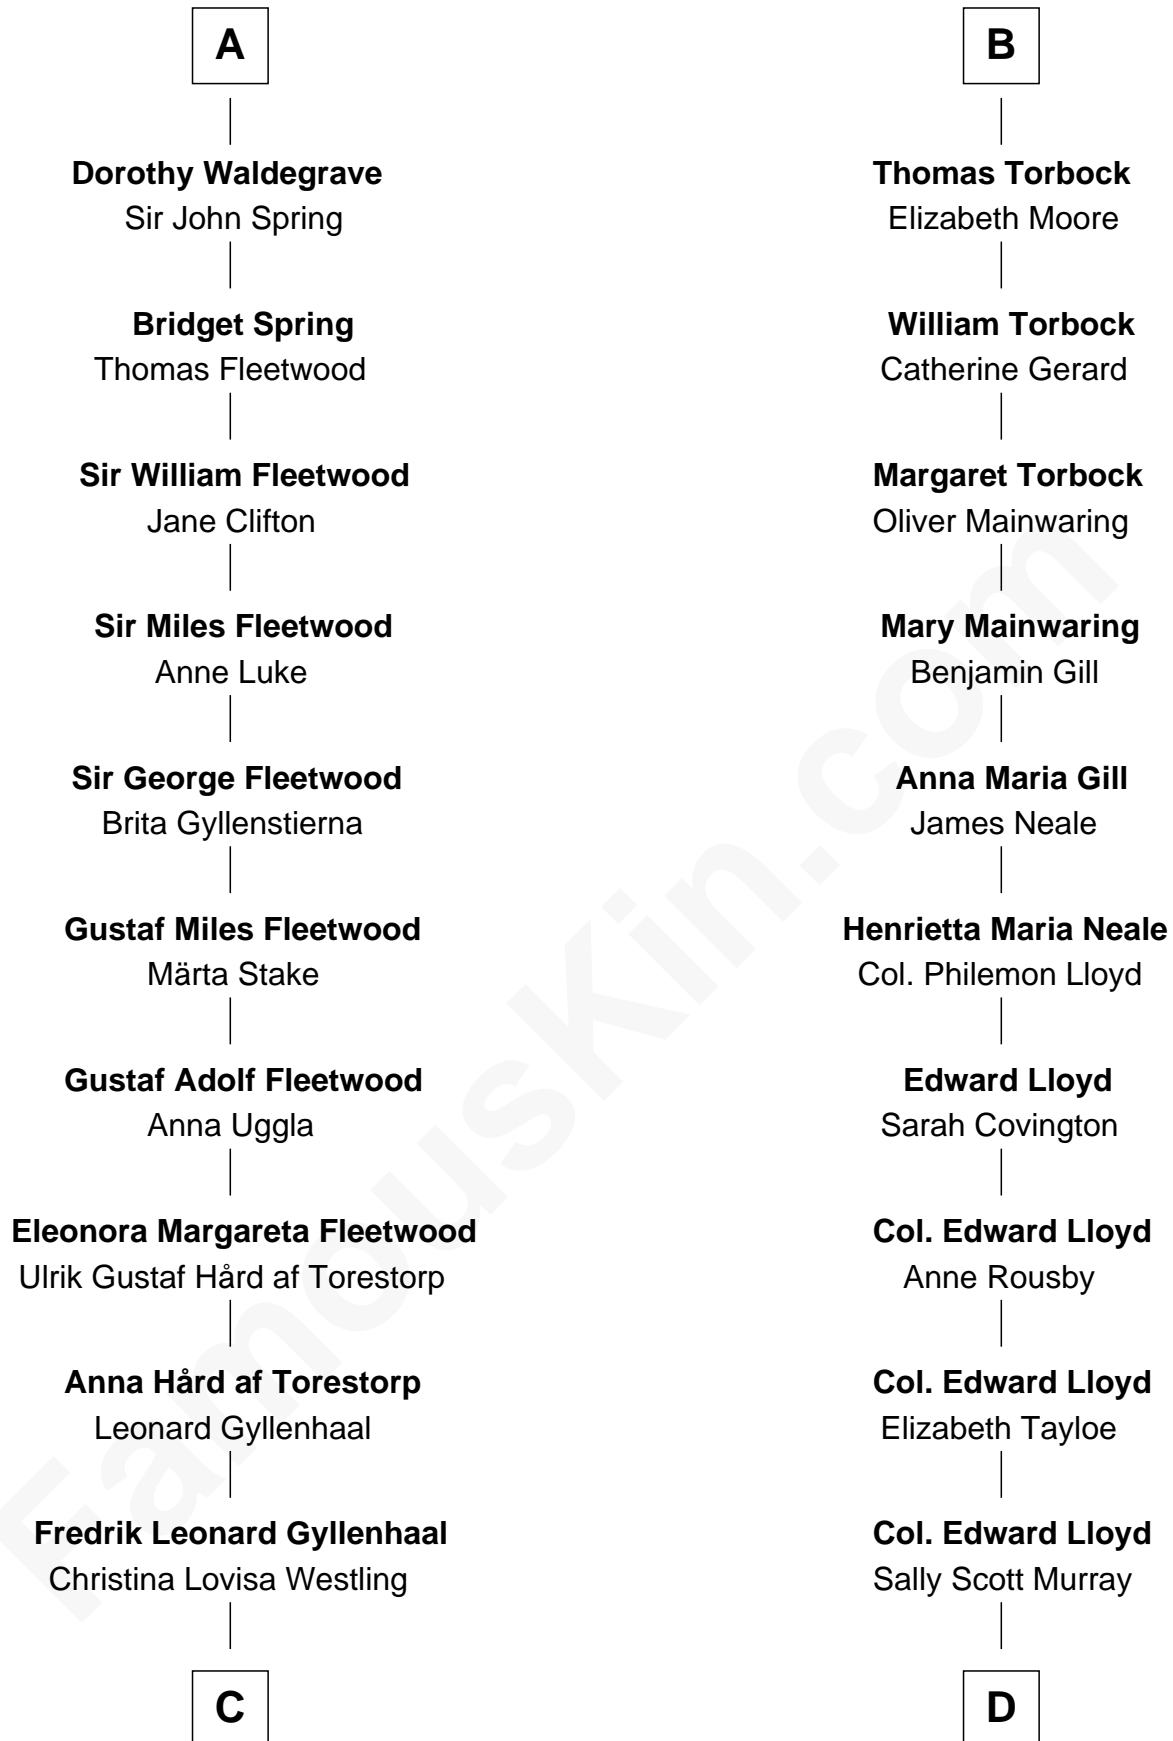 A
Dorothy Waldegrave
Sir John Spring
Bridget Spring
Thomas Fleetwood
Sir William Fleetwood
Jane Clifton
Sir Miles Fleetwood
Anne Luke
Sir George Fleetwood
Brita Gyllenstierna
Gustaf Miles Fleetwood
Märta Stake
Gustaf Adolf Fleetwood
Anna Uggla
Eleonora Margareta Fleetwood
Ulrik Gustaf Hård af Torestorp
Anna Hård af Torestorp
Leonard Gyllenhaal
Fredrik Leonard Gyllenhaal
Christina Lovisa Westling
C
B
Thomas Torbock
Elizabeth Moore
William Torbock
Catherine Gerard
Margaret Torbock
Oliver Mainwaring
Mary Mainwaring
Benjamin Gill
Anna Maria Gill
James Neale
Henrietta Maria Neale
Col. Philemon Lloyd
Edward Lloyd
Sarah Covington
Col. Edward Lloyd
Anne Rousby
Col. Edward Lloyd
Elizabeth Tayloe
Col. Edward Lloyd
Sally Scott Murray
D
FamousKin.com